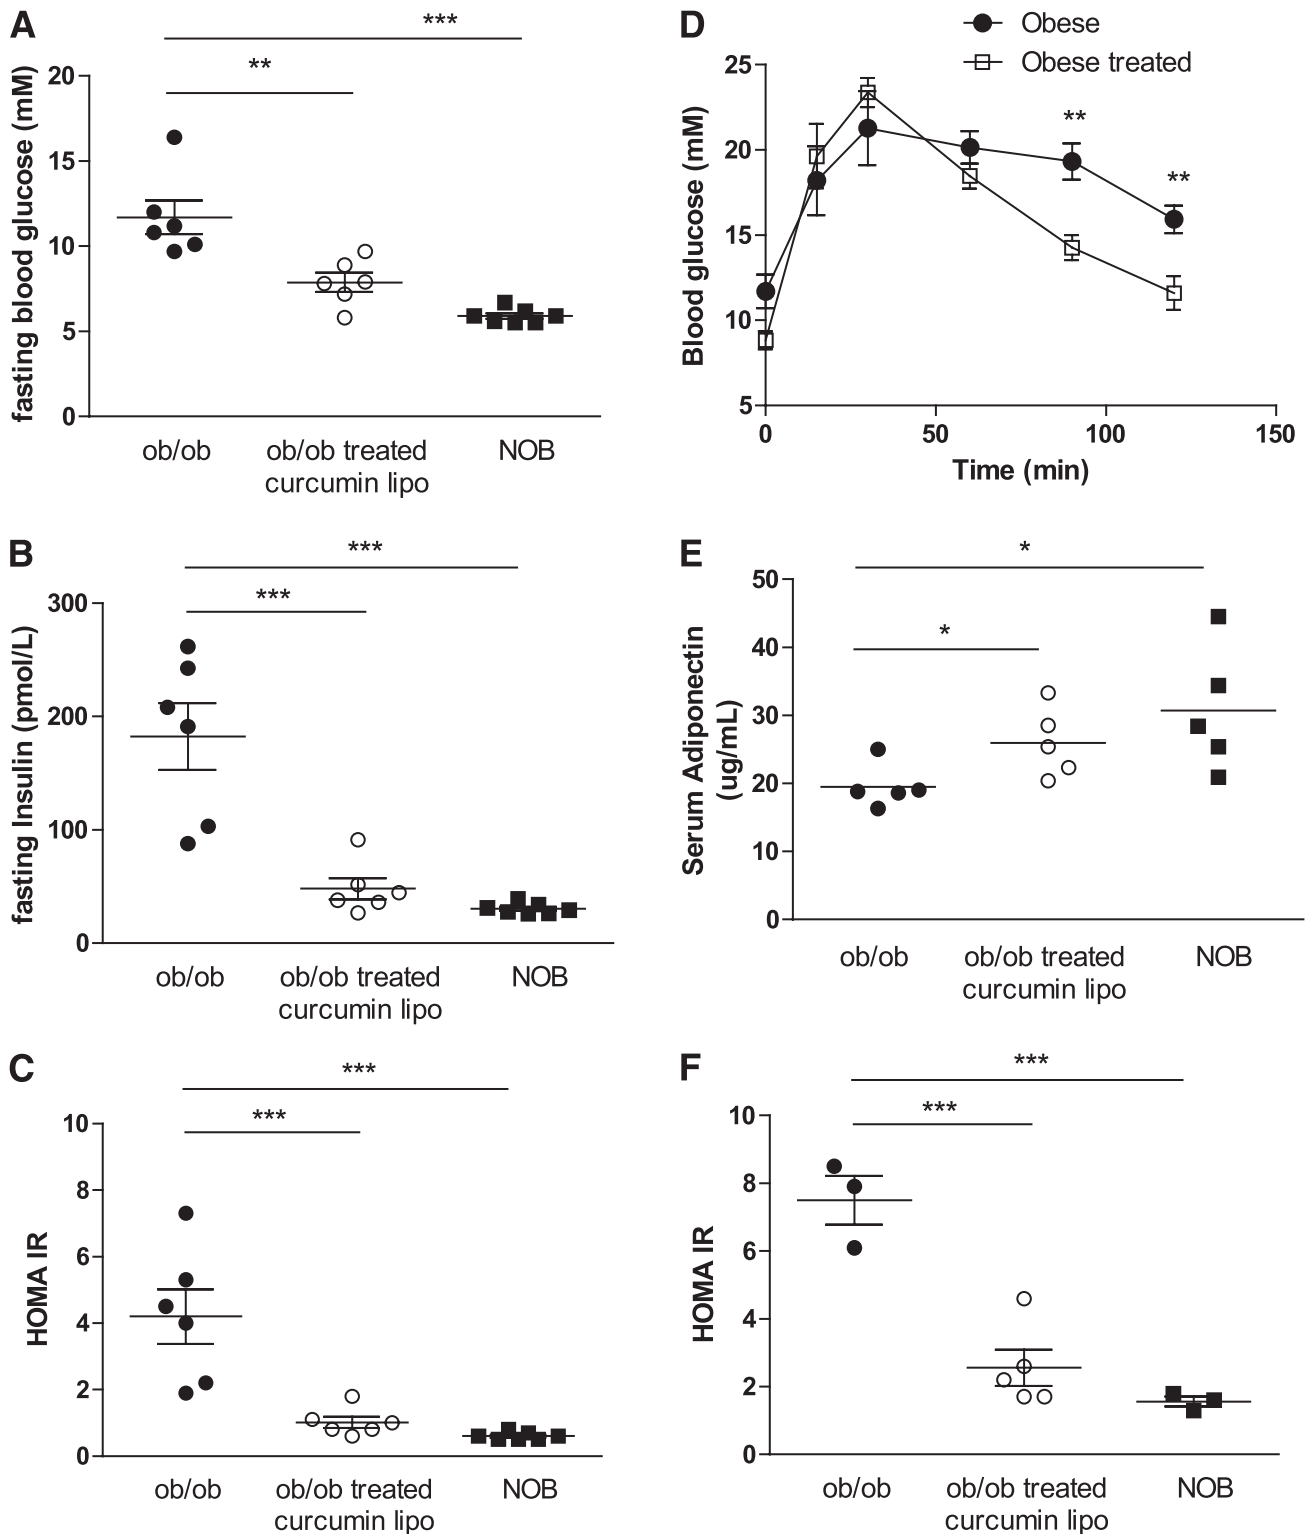 A
***
**
fasting blood glucose (mM)
20
15
10
5
0
ob/ob
ob/ob treated
curcumin lipo
NOB
D
Obese
Obese treated
Blood glucose (mM)
25
20
15
10
5
**
**
0
50
100
150
Time (min)
B
***
***
fasting Insulin (pmol/L)
300
200
100
0
ob/ob
ob/ob treated
curcumin lipo
NOB
E
*
*
Serum Adiponectin
(ug/mL)
50
40
30
20
10
0
ob/ob
ob/ob treated
curcumin lipo
NOB
C
***
***
HOMA IR
10
8
6
4
2
0
ob/ob
ob/ob treated
curcumin lipo
NOB
F
***
***
HOMA IR
10
8
6
4
2
0
ob/ob
ob/ob treated
curcumin lipo
NOB